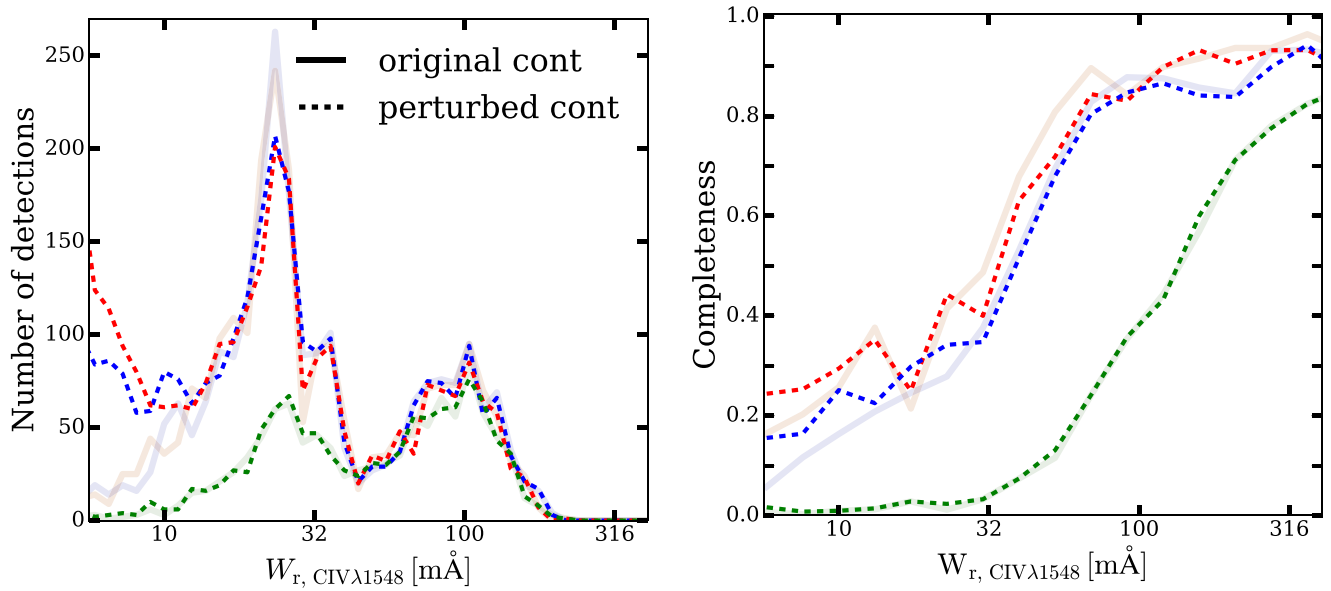 Number of detections
250
200
150
100
50
0
original cont
perturbed cont
10 32 100 316
W_r, CIVλ1548 [mÅ]
Completeness
1.0
0.8
0.6
0.4
0.2
0.0
10 32 100 316
W_r, CIVλ1548 [mÅ]